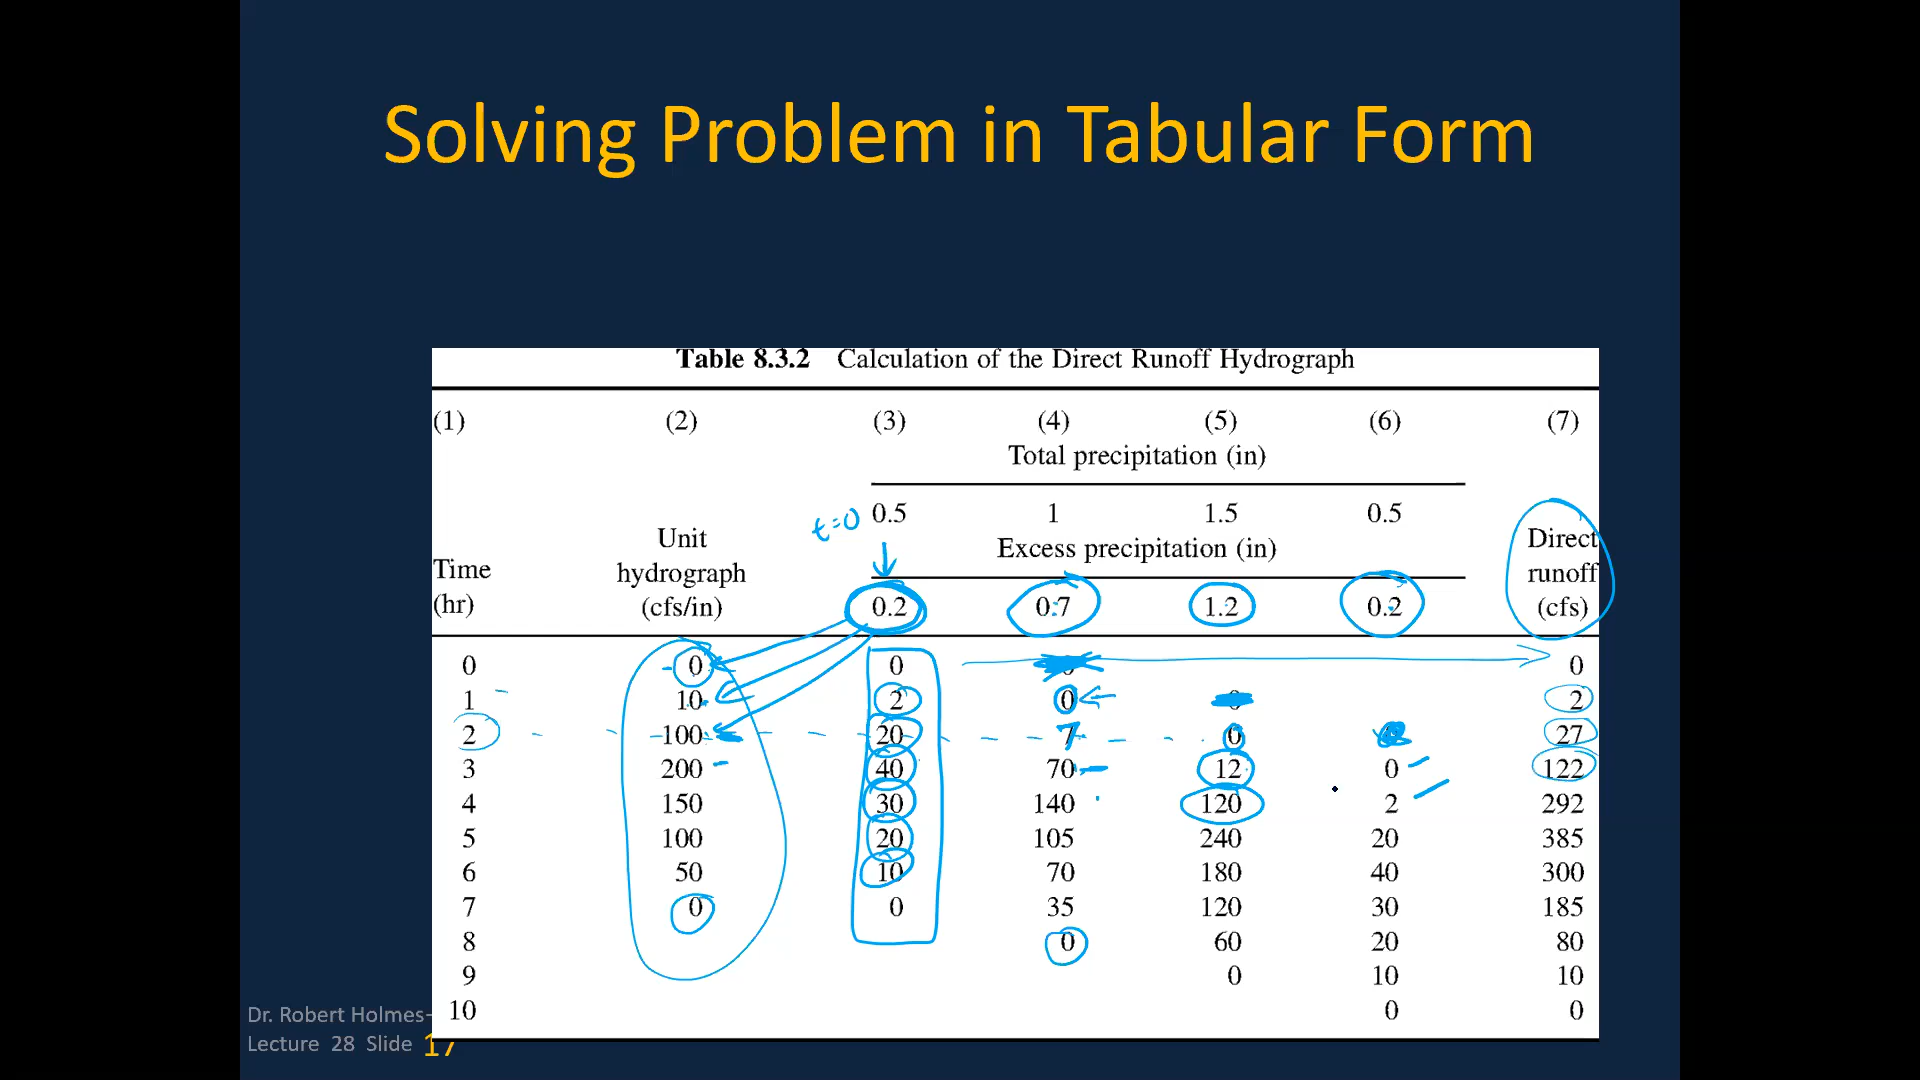 Solving Problem in Tabular Form
Table 8.3.2 Calculation of the Direct Runoff Hydrograph
(1) (2) (3) (4) (5) (6) (7)
Total precipitation (in)
t=0 0.5 1 1.5 0.5
Unit Excess precipitation (in) Direct
Time hydrograph runoff
(hr) (cfs/in) 0.2 0.7 1.2 0.2 (cfs)
0 0 0 0
1 10 2 0 2
2 100 20 7 0 27
3 200 40 70 12 0 122
4 150 30 140 120 2 292
5 100 20 105 240 20 385
6 50 10 70 180 40 300
7 0 0 35 120 30 185
8 0 60 20 80
9 0 10 10
10 0 0
Dr. Robert Holmes-
Lecture 28 Slide 17